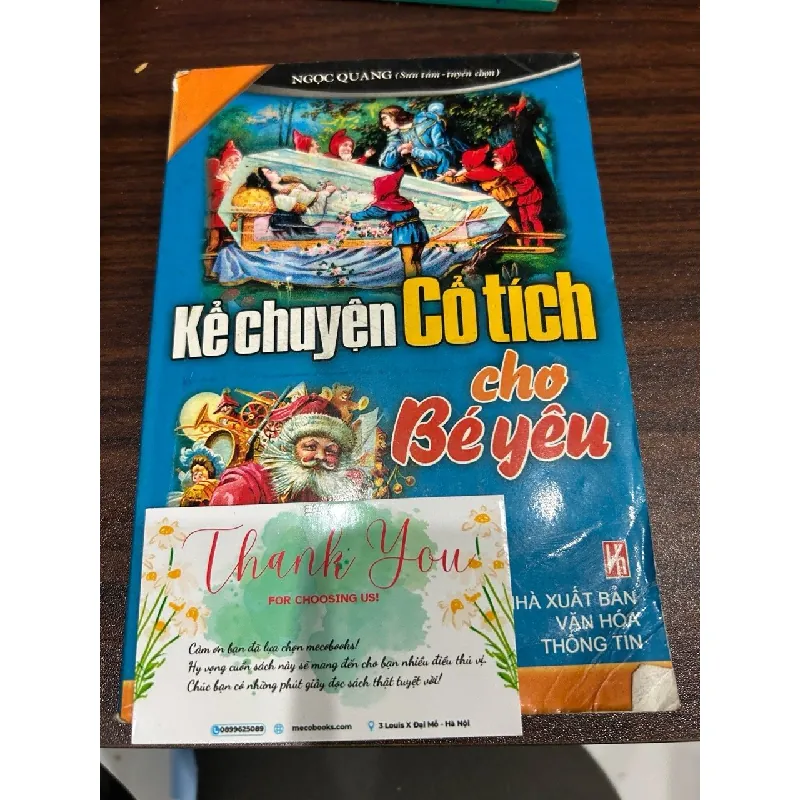 NGỌC QUANG (Sưu tầm - tuyển chọn)
Kể chuyện Cổ tích
cho
Bé yêu
NHÀ XUẤT BẢN
VĂN HÓA
THÔNG TIN
Thank You
FOR CHOOSING US!
Cảm ơn bạn đã lựa chọn mecobooks!
Hy vọng cuốn sách này sẽ mang đến cho bạn nhiều điều thú vị.
Chúc bạn có những phút giây đọc sách thật tuyệt vời!
0899625089 mecobooks.com 3 Louis X Đại Mỗ - Hà Nội